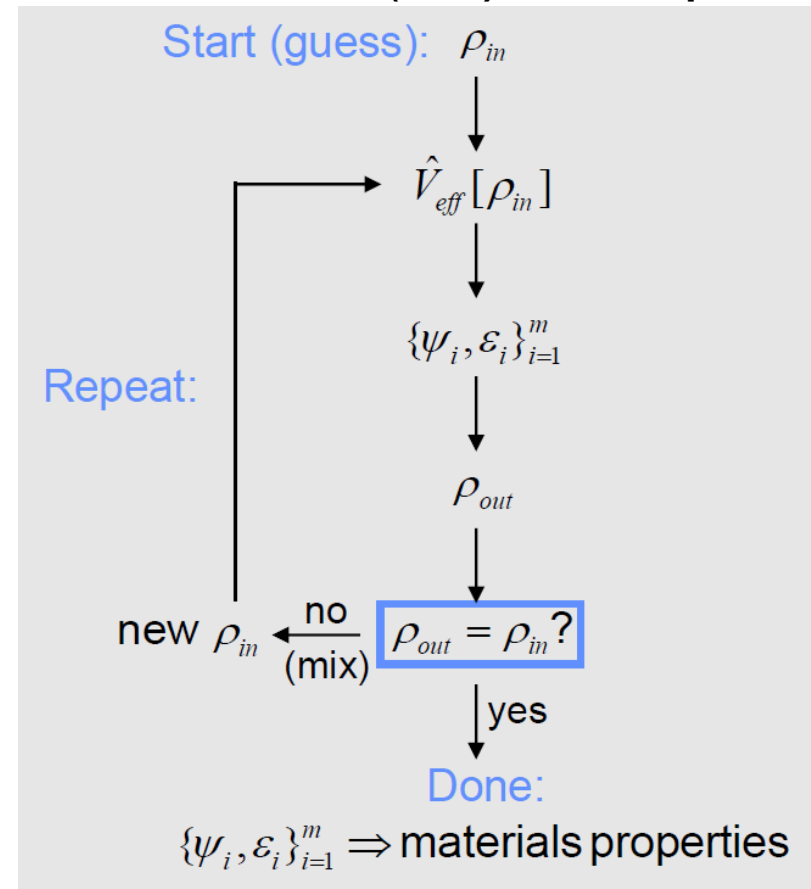 Start (guess): ρ_in
V̂_eff[ρ_in]
{ψ_i, ε_i}_{i=1}^m
Repeat:
ρ_out
new ρ_in
no
(mix)
ρ_out = ρ_in?
yes
Done:
{ψ_i, ε_i}_{i=1}^m ⇒ materials properties